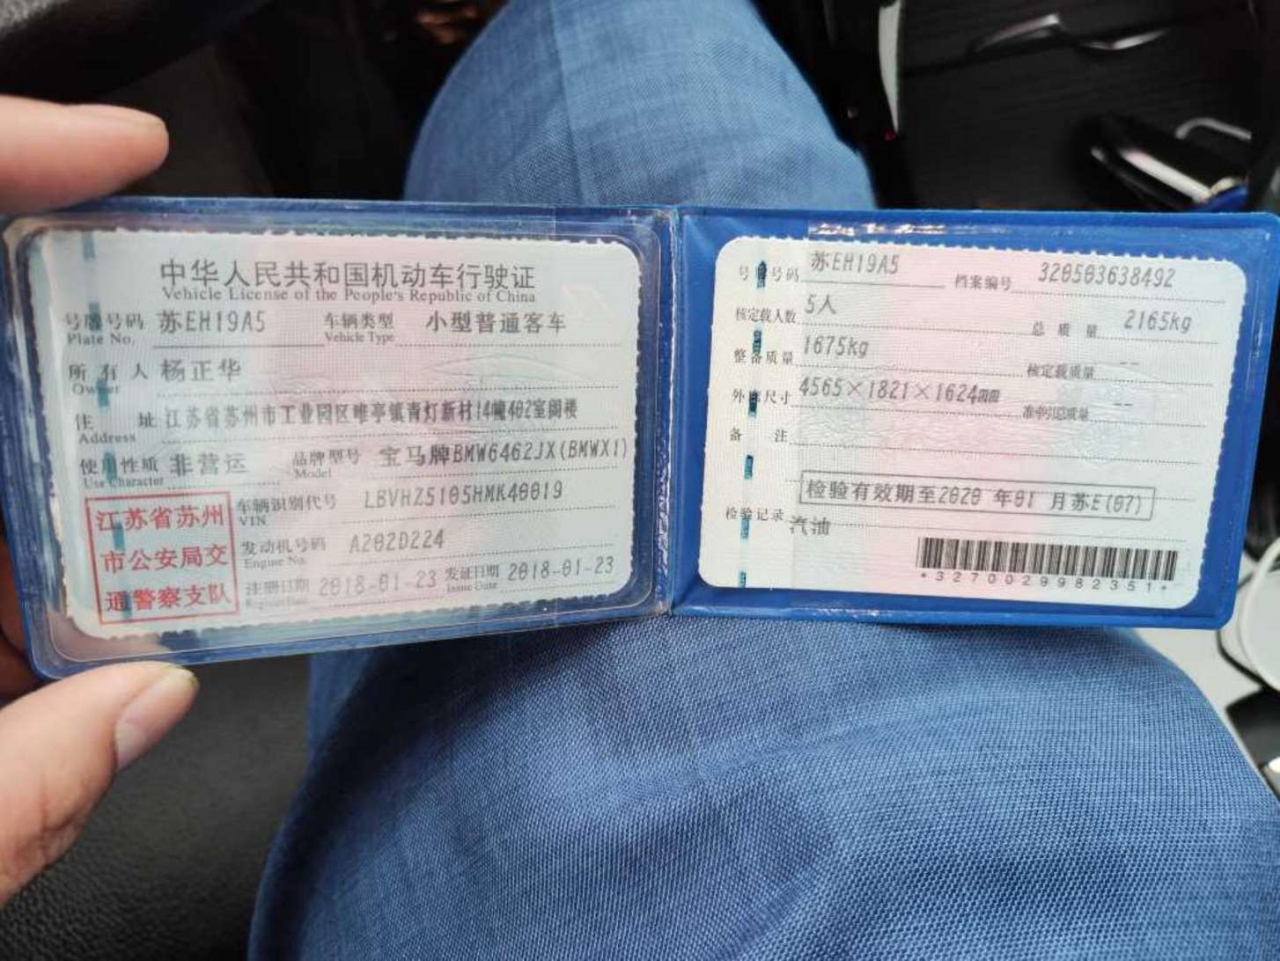 中华人民共和国机动车行驶证
Vehicle License of the People's Republic of China
号牌号码 苏EH19A5 车辆类型 小型普通客车
Plate No. Vehicle Type
所有人 杨正华
Owner
住址 江苏省苏州市工业园区唯亭镇青灯新村14幢402室阁楼
Address
使用性质 非营运 品牌型号 宝马牌BMW6462JX(BMWX1)
Use Character Model
江苏省苏州
市公安局交
通警察支队
车辆识别代号 LBVHZ5105HMK40019
VIN
发动机号码 A202D224
Engine No.
注册日期 2018-01-23 发证日期 2018-01-23
Register Date Issue Date
号牌号码 苏EH19A5 档案编号 320503638492
核定载人数 5人 总质量 2165kg
整备质量 1675kg 核定载质量 --
外廓尺寸 4565×1821×1624mm 准牵引总质量 --
备注
检验有效期至2020年01月苏E(07)
检验记录 汽油
*3270029982351*